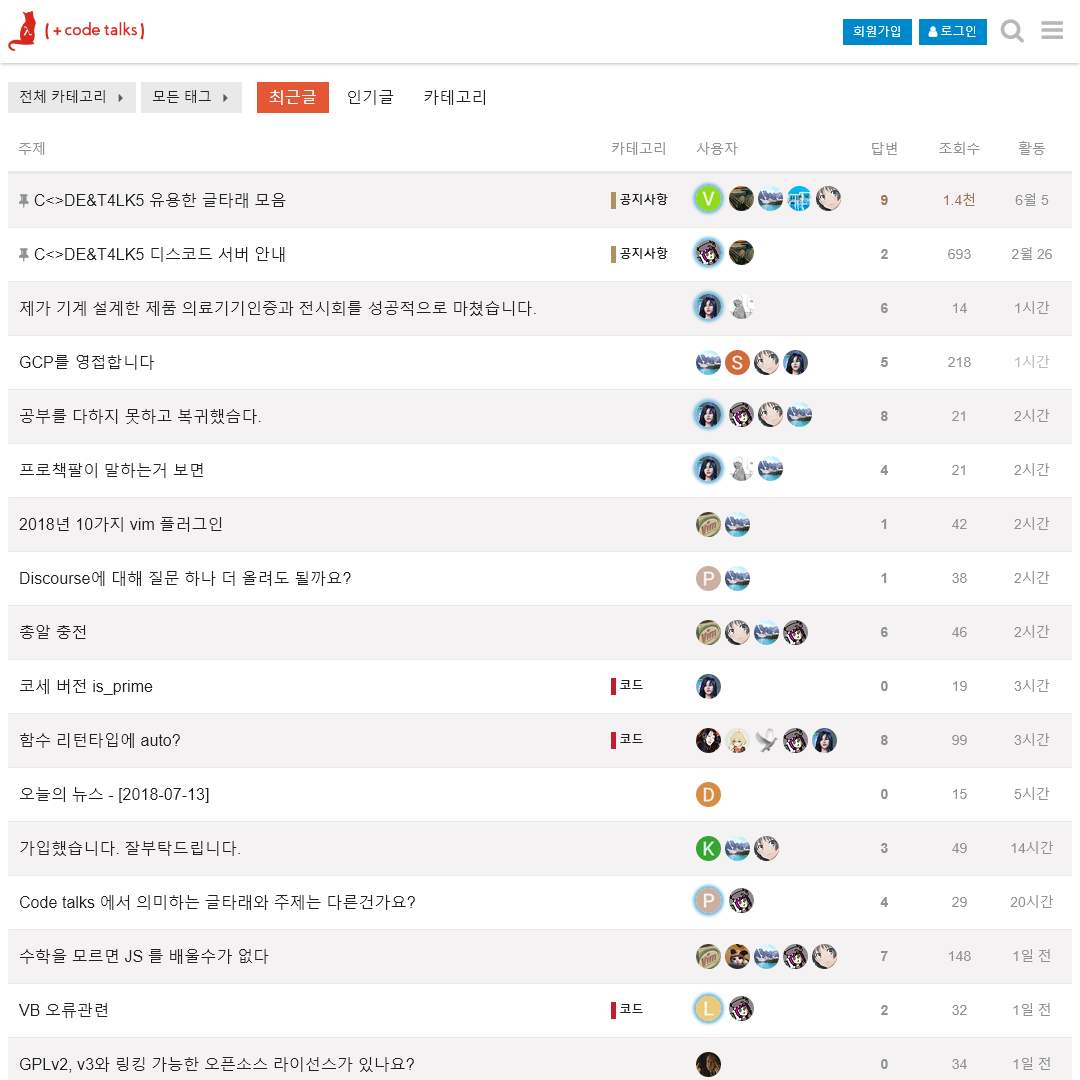 ( + code talks )
회원가입 로그인
전체 카테고리 모든 태그 최근글 인기글 카테고리
주제 카테고리 사용자 답변 조회수 활동
C<>DE&T4LK5 유용한 글타래 모음 공지사항 V 9 1.4천 6월 5
C<>DE&T4LK5 디스코드 서버 안내 공지사항 2 693 2월 26
제가 기계 설계한 제품 의료기기인증과 전시회를 성공적으로 마쳤습니다. 6 14 1시간
GCP를 영접합니다 S 5 218 1시간
공부를 다하지 못하고 복귀했슴다. 8 21 2시간
프로책팔이 말하는거 보면 4 21 2시간
2018년 10가지 vim 플러그인 Vim 1 42 2시간
Discourse에 대해 질문 하나 더 올려도 될까요? P 1 38 2시간
총알 충전 Vim 6 46 2시간
코세 버전 is_prime 코드 0 19 3시간
함수 리턴타입에 auto? 코드 8 99 3시간
오늘의 뉴스 - [2018-07-13] D 0 15 5시간
가입했습니다. 잘부탁드립니다. K 3 49 14시간
Code talks 에서 의미하는 글타래와 주제는 다른건가요? P 4 29 20시간
수학을 모르면 JS 를 배울수가 없다 Vim 7 148 1일 전
VB 오류관련 코드 L 2 32 1일 전
GPLv2, v3와 링킹 가능한 오픈소스 라이선스가 있나요? 0 34 1일 전